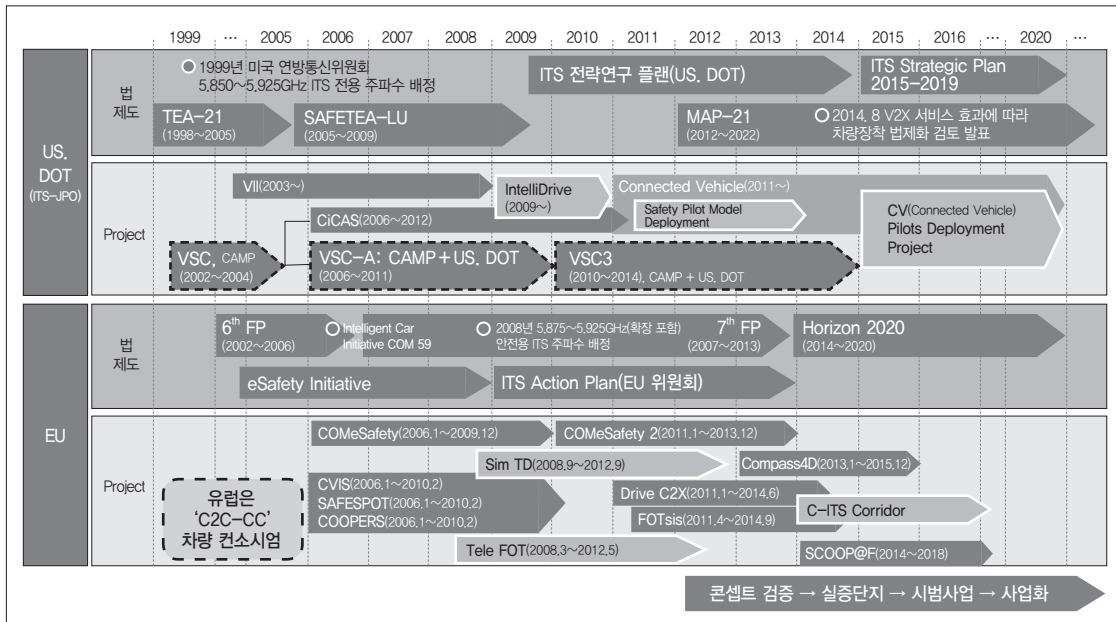 1999 … 2005 2006 2007 2008 2009 2010 2011 2012 2013 2014 2015 2016 … 2020 …
US.
DOT
(ITS-JPO)
법
제도
1999년 미국 연방통신위원회
5,850~5,925GHz ITS 전용 주파수 배정
ITS 전략연구 플랜(US. DOT)
ITS Strategic Plan
2015-2019
TEA-21
(1998~2005)
SAFETEA-LU
(2005~2009)
MAP-21
(2012~2022)
2014. 8 V2X 서비스 효과에 따라
차량장착 법제화 검토 발표
Project
VII(2003~)
IntelliDrive
(2009~)
Connected Vehicle(2011~)
CiCAS(2006~2012)
Safety Pilot Model
Deployment
CV(Connected Vehicle)
Pilots Deployment
Project
VSC, CAMP
(2002~2004)
VSC-A: CAMP+US. DOT
(2006~2011)
VSC3
(2010~2014), CAMP+US. DOT
EU
법
제도
6th FP
(2002~2006)
Intelligent Car
Initiative COM 59
2008년 5,875~5,925GHz(확장 포함)
안전용 ITS 주파수 배정
7th FP
(2007~2013)
Horizon 2020
(2014~2020)
eSafety Initiative
ITS Action Plan(EU 위원회)
Project
COMeSafety(2006.1~2009.12)
COMeSafety 2(2011.1~2013.12)
Sim TD(2008.9~2012.9)
Compass4D(2013.1~2015.12)
유럽은
'C2C-CC'
차량 컨소시엄
CVIS(2006.1~2010.2)
SAFESPOT(2006.1~2010.2)
COOPERS(2006.1~2010.2)
Drive C2X(2011.1~2014.6)
FOTsis(2011.4~2014.9)
C-ITS Corridor
Tele FOT(2008.3~2012.5)
SCOOP@F(2014~2018)
콘셉트 검증 → 실증단지 → 시범사업 → 사업화